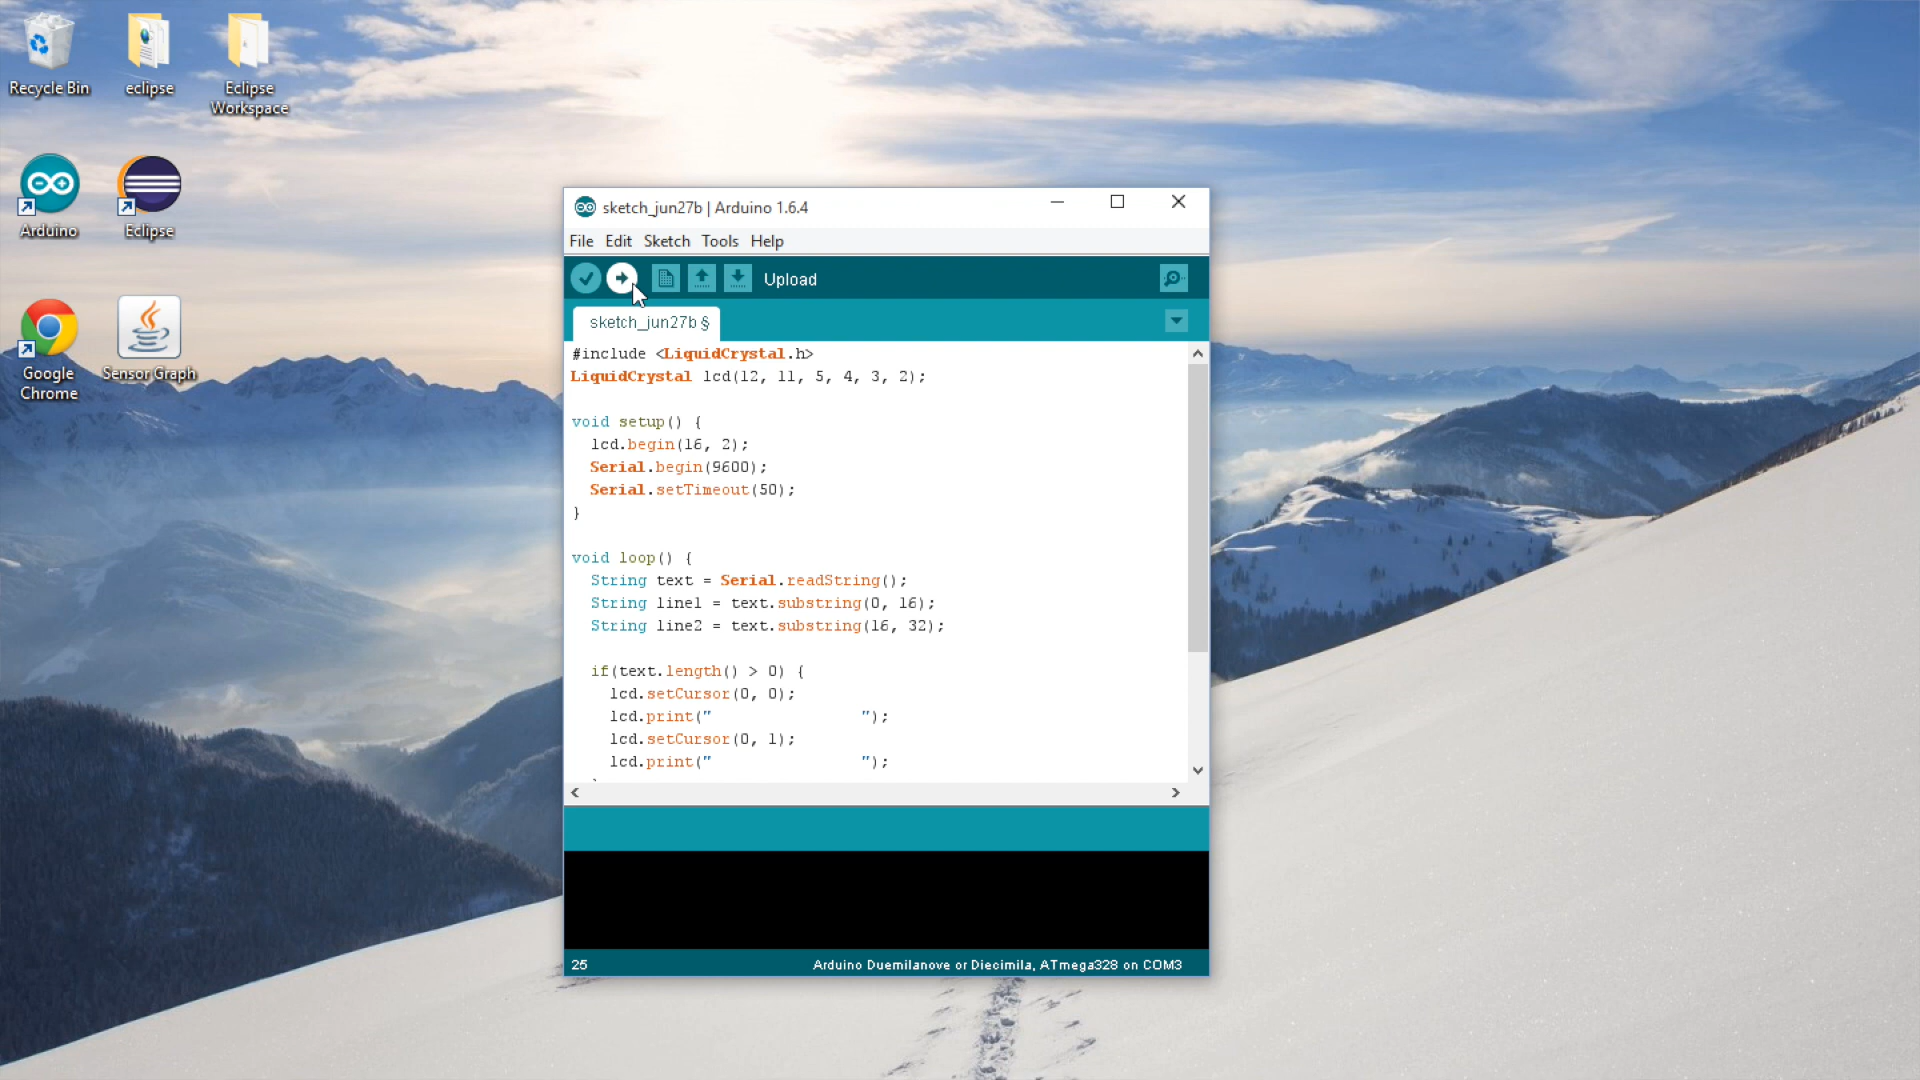 Recycle Bin
eclipse
Eclipse
Workspace
Arduino
Eclipse
Google
Chrome
Sensor Graph
sketch_jun27b | Arduino 1.6.4
File Edit Sketch Tools Help
Upload
sketch_jun27b §
#include <LiquidCrystal.h>
LiquidCrystal lcd(12, 11, 5, 4, 3, 2);
void setup() {
  lcd.begin(16, 2);
  Serial.begin(9600);
  Serial.setTimeout(50);
}
void loop() {
  String text = Serial.readString();
  String line1 = text.substring(0, 16);
  String line2 = text.substring(16, 32);
  if(text.length() > 0) {
    lcd.setCursor(0, 0);
    lcd.print("                ");
    lcd.setCursor(0, 1);
    lcd.print("                ");
25
Arduino Duemilanove or Diecimila, ATmega328 on COM3